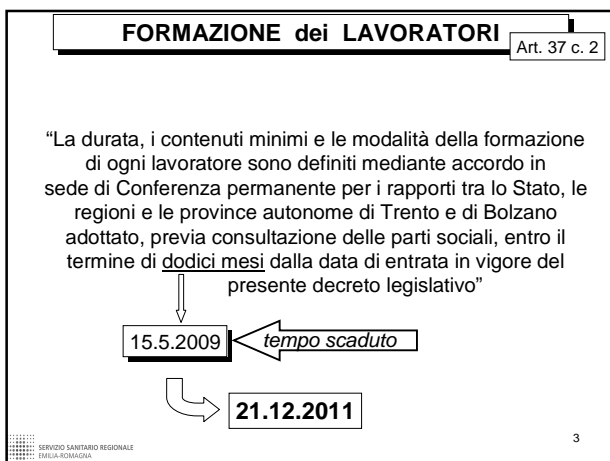 FORMAZIONE dei LAVORATORI
Art. 37 c. 2
“La durata, i contenuti minimi e le modalità della formazione
di ogni lavoratore sono definiti mediante accordo in
sede di Conferenza permanente per i rapporti tra lo Stato, le
regioni e le province autonome di Trento e di Bolzano
adottato, previa consultazione delle parti sociali, entro il
termine di dodici mesi dalla data di entrata in vigore del
presente decreto legislativo”
15.5.2009
tempo scaduto
21.12.2011
SERVIZIO SANITARIO REGIONALE
EMILIA-ROMAGNA
3